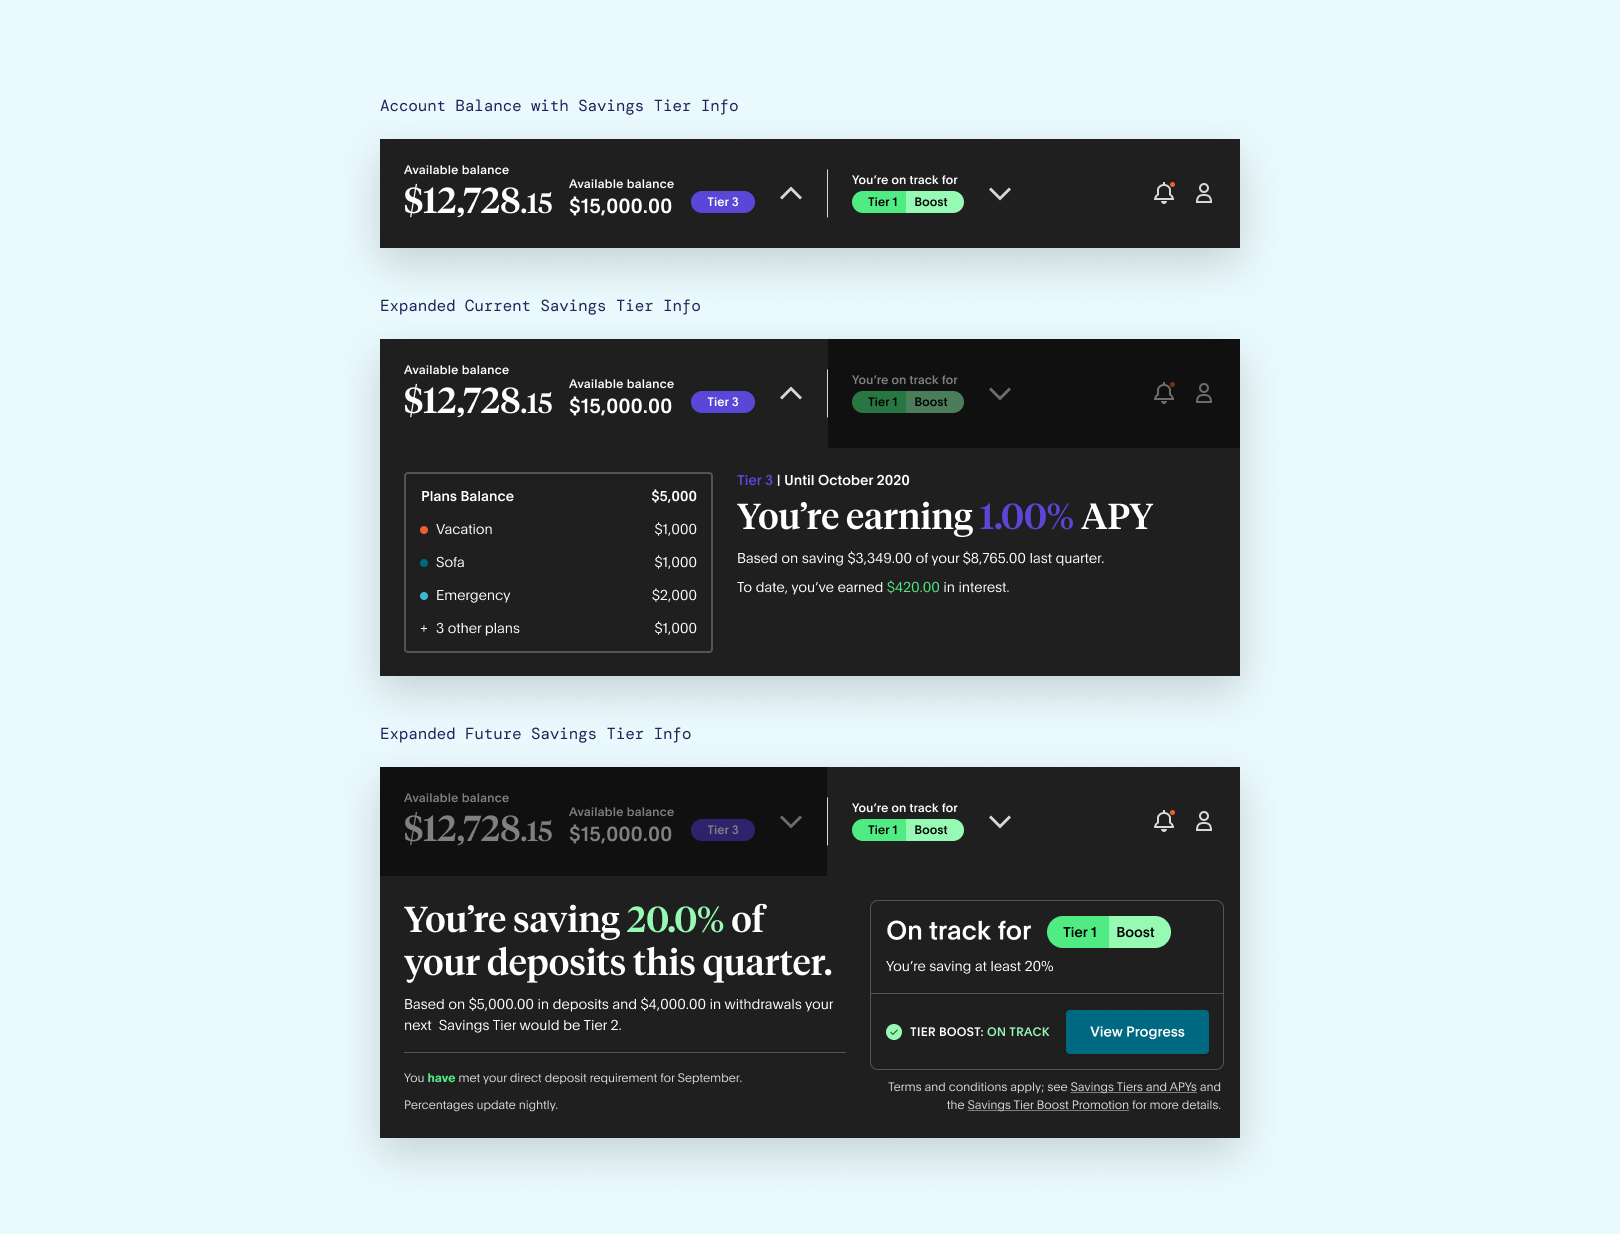 Account Balance with Savings Tier Info
Available balance
$12,728.15
Available balance
$15,000.00
Tier 3
You're on track for
Tier 1 Boost
Expanded Current Savings Tier Info
Available balance
$12,728.15
Available balance
$15,000.00
Tier 3
You're on track for
Tier 1 Boost
Plans Balance $5,000
Vacation $1,000
Sofa $1,000
Emergency $2,000
+ 3 other plans $1,000
Tier 3 | Until October 2020
You’re earning 1.00% APY
Based on saving $3,349.00 of your $8,765.00 last quarter.
To date, you’ve earned $420.00 in interest.
Expanded Future Savings Tier Info
Available balance
$12,728.15
Available balance
$15,000.00
Tier 3
You're on track for
Tier 1 Boost
You’re saving 20.0% of
your deposits this quarter.
Based on $5,000.00 in deposits and $4,000.00 in withdrawals your
next  Savings Tier would be Tier 2.
You have met your direct deposit requirement for September.
Percentages update nightly.
On track for Tier 1 Boost
You’re saving at least 20%
TIER BOOST: ON TRACK
View Progress
Terms and conditions apply; see Savings Tiers and APYs and
the Savings Tier Boost Promotion for more details.